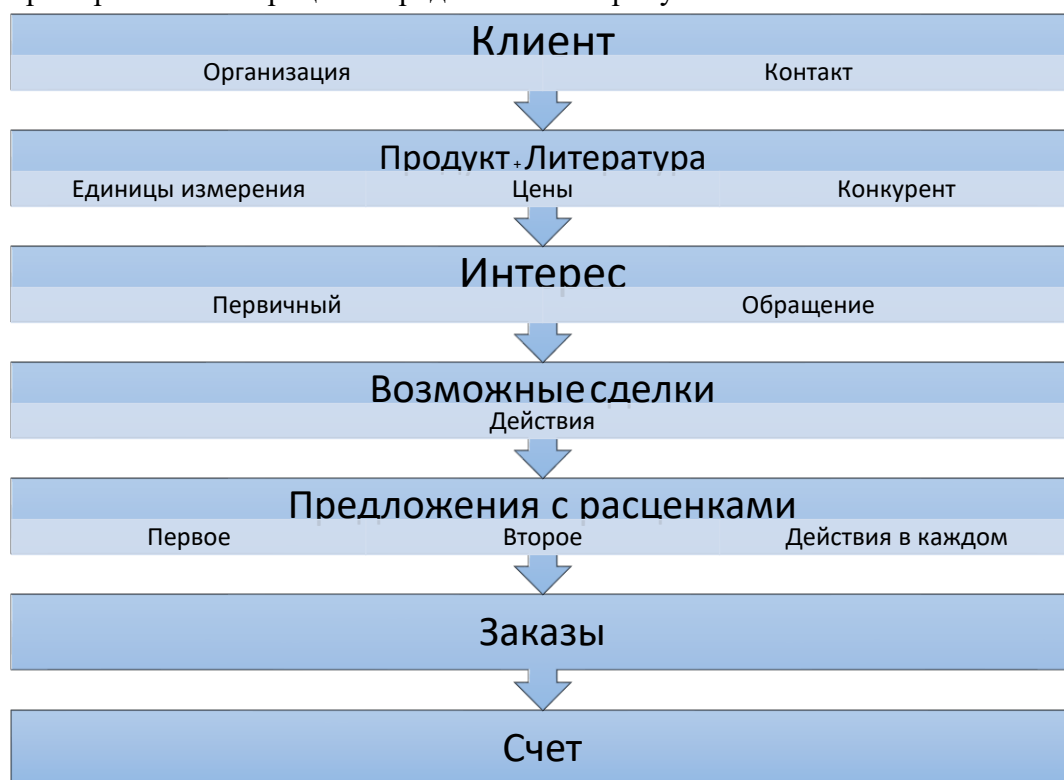 Клиент
Организация Контакт
Продукт + Литература
Единицы измерения Цены Конкурент
Интерес
Первичный Обращение
Возможные сделки
Действия
Предложения с расценками
Первое Второе Действия в каждом
Заказы
Счет